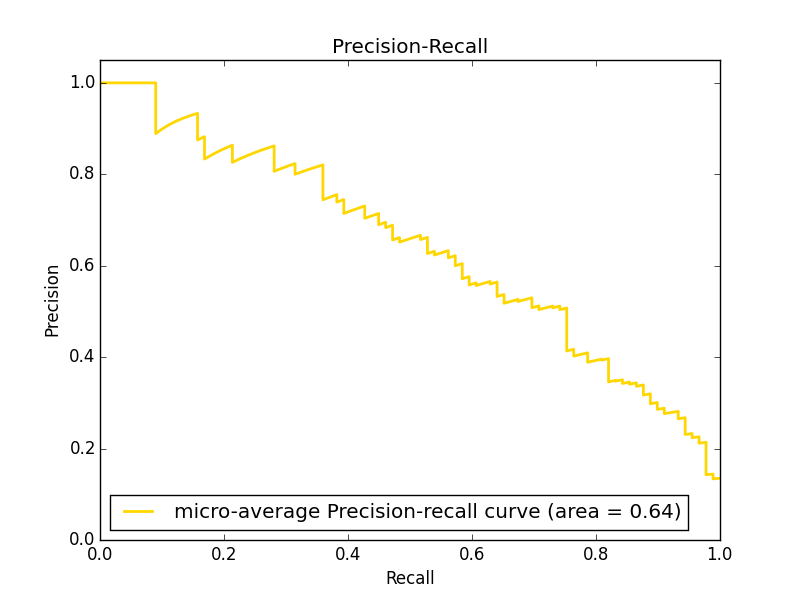 Precision-Recall
1.0
0.8
0.6
0.4
0.2
0.0
Precision
micro-average Precision-recall curve (area = 0.64)
0.0 0.2 0.4 0.6 0.8 1.0
Recall